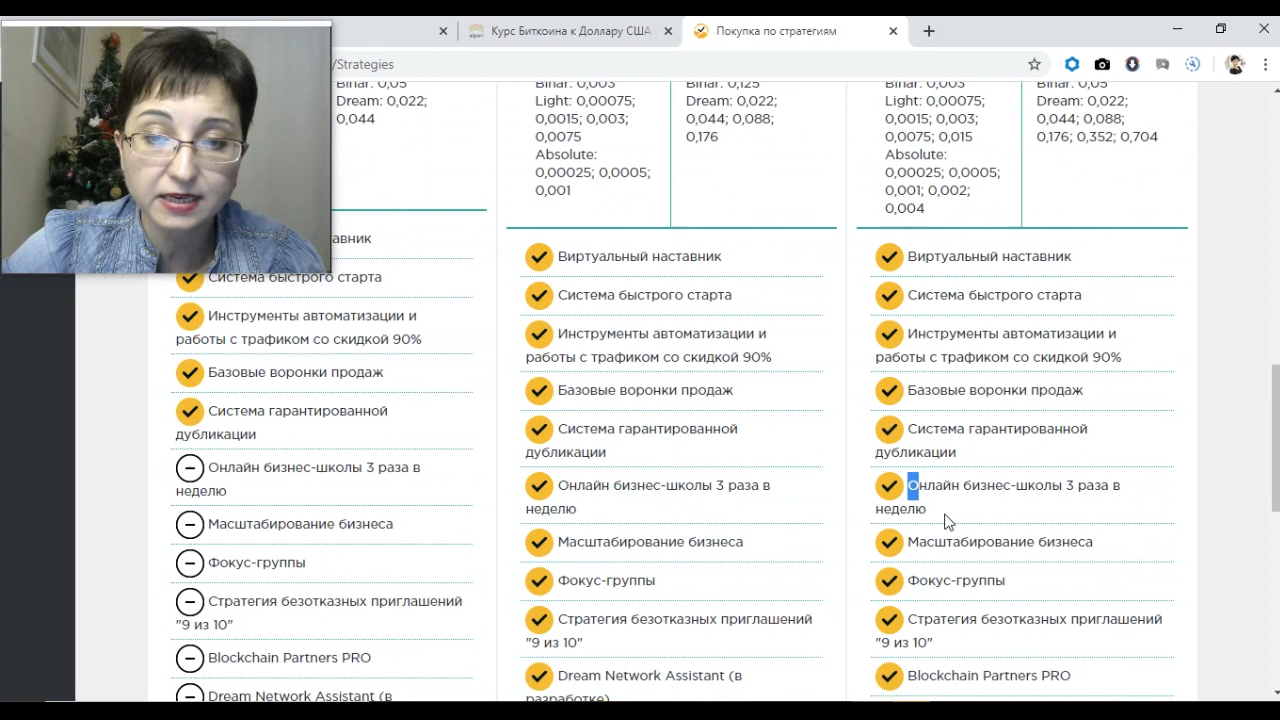 Курс Биткоина к Доллару США
Покупка по стратегиям
/Strategies
Binar: 0,05
Dream: 0,022;
0,044
Binar: 0,003
Light: 0,00075;
0,0015; 0,003;
0,0075
Absolute:
0,00025; 0,0005;
0,001
Binar: 0,125
Dream: 0,022;
0,044; 0,088;
0,176
Binar: 0,003
Light: 0,00075;
0,0015; 0,003;
0,0075; 0,015
Absolute:
0,00025; 0,0005;
0,001; 0,002;
0,004
Binar: 0,05
Dream: 0,022;
0,044; 0,088;
0,176; 0,352; 0,704
авник
Система быстрого старта
Инструменты автоматизации и
работы с трафиком со скидкой 90%
Базовые воронки продаж
Система гарантированной
дубликации
Онлайн бизнес-школы 3 раза в
неделю
Масштабирование бизнеса
Фокус-группы
Стратегия безотказных приглашений
"9 из 10"
Blockchain Partners PRO
Dream Network Assistant (в
Виртуальный наставник
Система быстрого старта
Инструменты автоматизации и
работы с трафиком со скидкой 90%
Базовые воронки продаж
Система гарантированной
дубликации
Онлайн бизнес-школы 3 раза в
неделю
Масштабирование бизнеса
Фокус-группы
Стратегия безотказных приглашений
"9 из 10"
Dream Network Assistant (в
разработке)
Виртуальный наставник
Система быстрого старта
Инструменты автоматизации и
работы с трафиком со скидкой 90%
Базовые воронки продаж
Система гарантированной
дубликации
Онлайн бизнес-школы 3 раза в
неделю
Масштабирование бизнеса
Фокус-группы
Стратегия безотказных приглашений
"9 из 10"
Blockchain Partners PRO